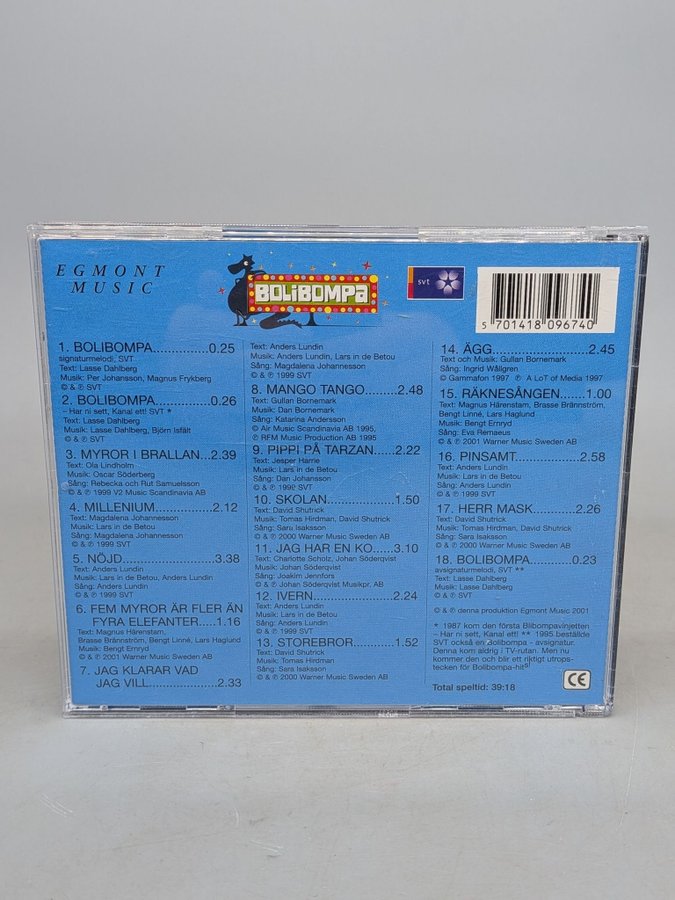 EGMONT
MUSIC
BOLIBOMPA
svt
5 701418 096740
1. BOLIBOMPA..............0.25
signaturmelodi, SVT
Text: Lasse Dahlberg
Musik: Per Johansson, Magnus Frykberg
© & ℗ SVT
2. BOLIBOMPA..............0.26
– Har ni sett, Kanal ett! SVT *
Text: Lasse Dahlberg
Musik: Lasse Dahlberg, Björn Isfält
© & ℗ SVT
3. MYROR I BRALLAN..2.39
Text: Ola Lindholm
Musik: Oscar Söderberg
Sång: Rebecka och Rut Samuelsson
© & ℗ 1999 V2 Music Scandinavia AB
4. MILLENIUM..............2.12
Text: Magdalena Johannesson
Musik: Lars in de Betou
Sång: Magdalena Johannesson
© & ℗ 1999 SVT
5. NÖJD.......................3.38
Text: Anders Lundin
Musik: Lars in de Betou, Anders Lundin
Sång: Anders Lundin
© & ℗ 1999 SVT
6. FEM MYROR ÄR FLER ÄN
FYRA ELEFANTER......1.16
Text: Magnus Härenstam,
Brasse Brännström, Bengt Linné, Lars Haglund
Musik: Bengt Ernryd
© & ℗ 2001 Warner Music Sweden AB
7. JAG KLARAR VAD
JAG VILL...................2.33
Text: Anders Lundin
Musik: Anders Lundin, Lars in de Betou
Sång: Magdalena Johannesson
© & ℗ 1999 SVT
8. MANGO TANGO........2.48
Text: Gullan Bornemark
Musik: Dan Bornemark
Sång: Katarina Andersson
© Air Music Scandinavia AB 1995,
℗ RFM Music Production AB 1995
9. PIPPI PÅ TARZAN.....2.22
Text: Jesper Harrie
Musik: Lars in de Betou
Sång: Dan Johansson
© & ℗ 1999 SVT
10. SKOLAN..................1.50
Text: David Shutrick
Musik: Tomas Hirdman, David Shutrick
Sång: Sara Isaksson
© & ℗ 2000 Warner Music Sweden AB
11. JAG HAR EN KO.....3.10
Text: Charlotte Scholz, Johan Söderqvist
Musik: Johan Söderqvist
Sång: Joakim Jennfors
© & ℗ Johan Söderqvist Musikpr. AB
12. IVERN.....................2.24
Text: Anders Lundin
Musik: Lars in de Betou
Sång: Anders Lundin
© & ℗ 1999 SVT
13. STOREBROR..........1.52
Text: David Shutrick
Musik: Tomas Hirdman
Sång: Sara Isaksson
© & ℗ 2000 Warner Music Sweden AB
14. ÄGG........................2.45
Text och Musik: Gullan Bornemark
Sång: Ingrid Wållgren
© Gammafon 1997 ℗ A LoT of Media 1997
15. RÄKNESÅNGEN.......1.00
Text: Magnus Härenstam, Brasse Brännström,
Bengt Linné, Lars Haglund
Musik: Bengt Ernryd
Sång: Eva Remaeus
© & ℗ 2001 Warner Music Sweden AB
16. PINSAMT................2.58
Text: Anders Lundin
Musik: Lars in de Betou
Sång: Anders Lundin
© & ℗ 1999 SVT
17. HERR MASK............2.26
Text: David Shutrick
Musik: Tomas Hirdman, David Shutrick
Sång: Sara Isaksson
© & ℗ 2000 Warner Music Sweden AB
18. BOLIBOMPA............0.23
avsignaturmelodi, SVT **
Text: Lasse Dahlberg
Musik: Lasse Dahlberg
© & ℗ SVT
© & ℗ denna produktion Egmont Music 2001
* 1987 kom den första Blibompavinjetten
– Har ni sett, Kanal ett! ** 1995 beställde
SVT också en Bolibompa - avsignatur.
Denna kom aldrig i TV-rutan. Men nu
kommer den och blir ett riktigt utrops-
tecken för Bolibompa-hits!
Total speltid: 39:18
CE